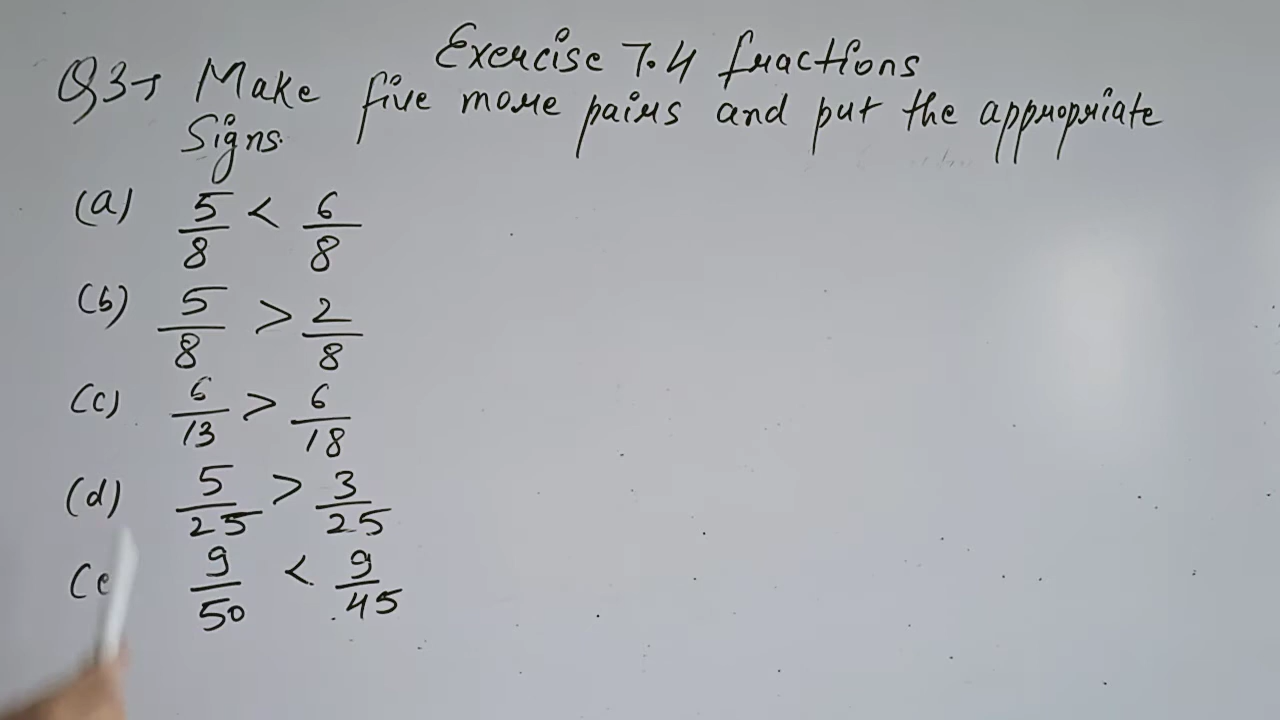 Exercise 7.4 fractions
Q3→ Make five more pairs and put the appropriate
Signs.
(a) 5/8 < 6/8
(b) 5/8 > 2/8
(c) 6/13 > 6/18
(d) 5/25 > 3/25
(e 9/50 < 9/45